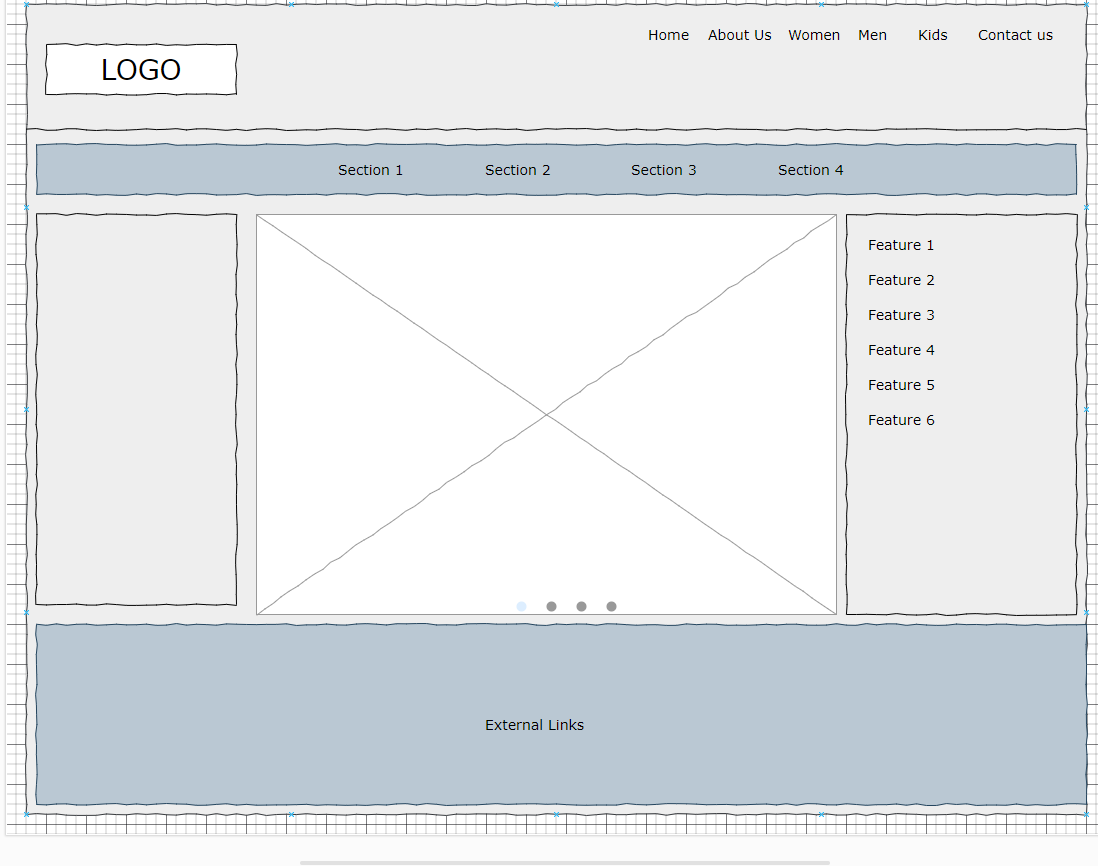 Home About Us Women Men Kids Contact us
LOGO
Section 1 Section 2 Section 3 Section 4
Feature 1
Feature 2
Feature 3
Feature 4
Feature 5
Feature 6
External Links